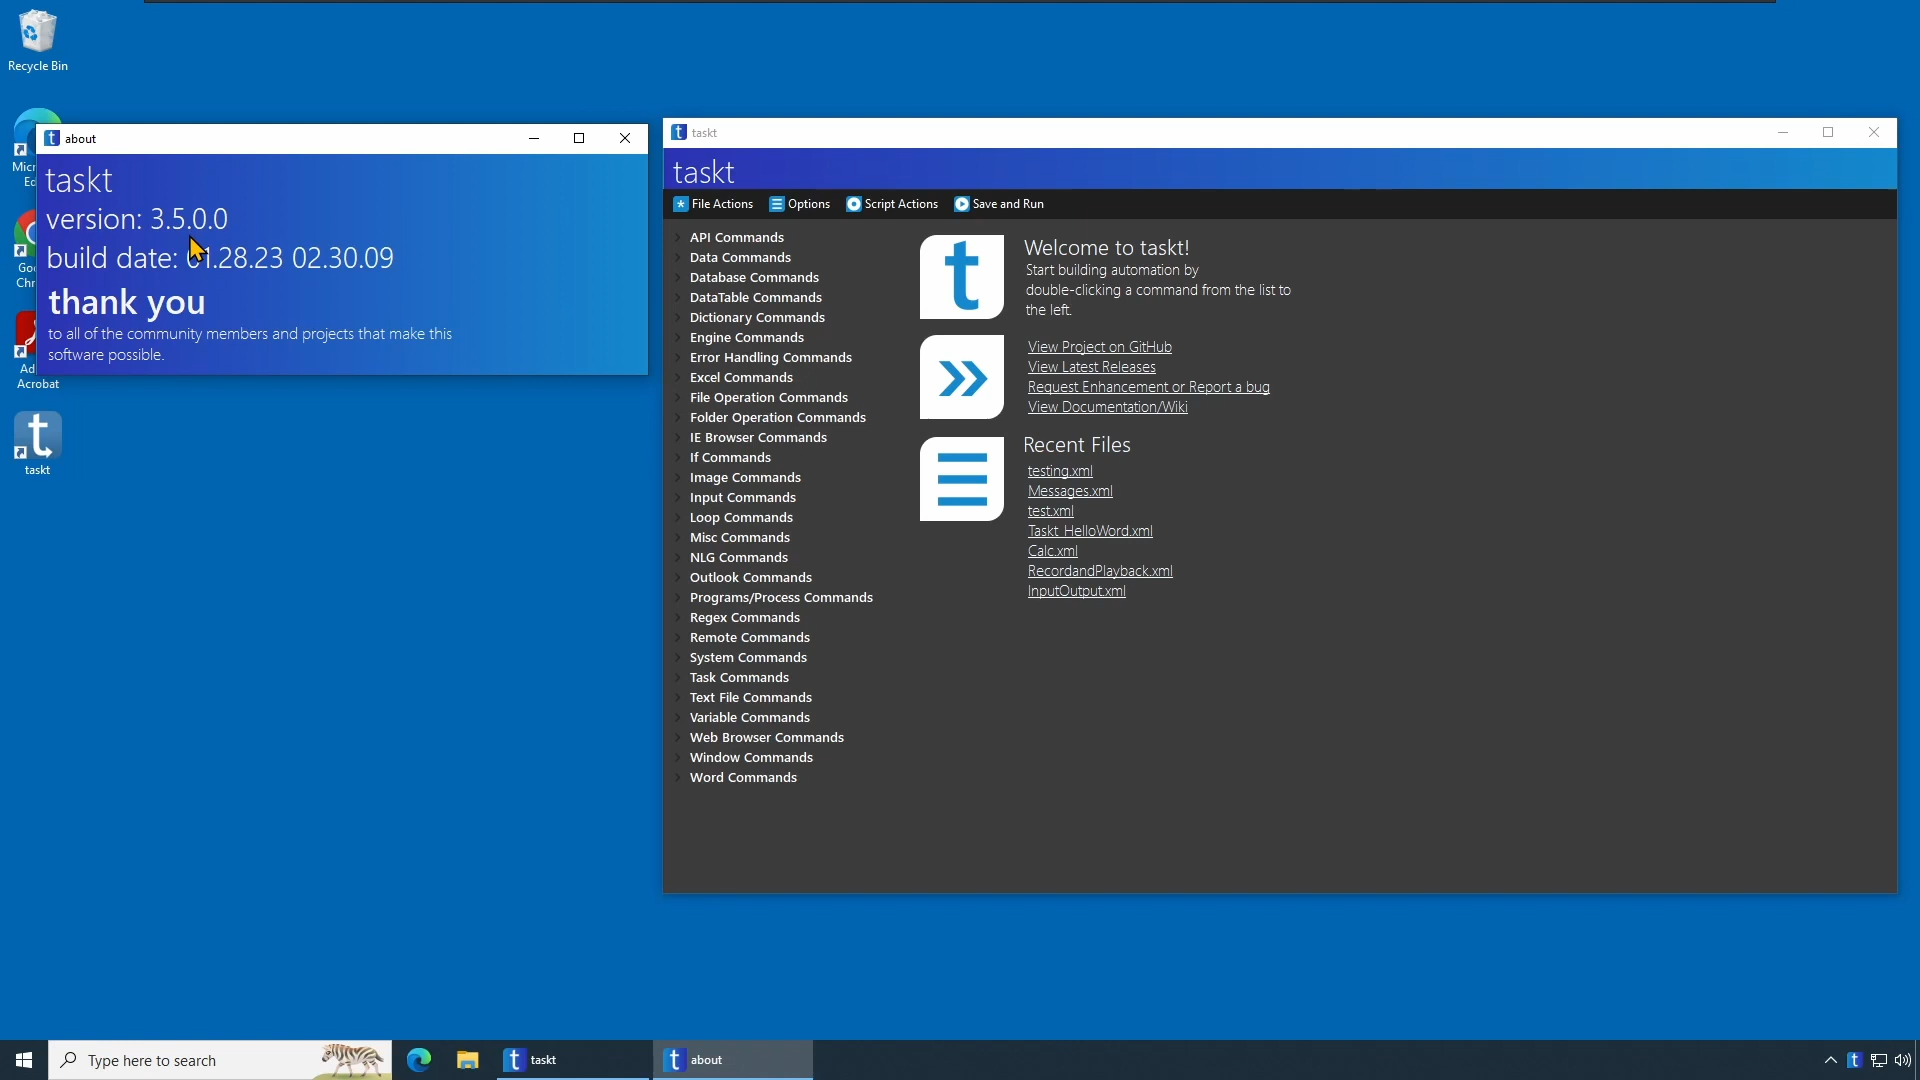 Recycle Bin
about
taskt
version: 3.5.0.0
build date: 01.28.23 02.30.09
thank you
to all of the community members and projects that make this
software possible.
Acrobat
taskt
taskt
taskt
File Actions
Options
Script Actions
Save and Run
API Commands
Data Commands
Database Commands
DataTable Commands
Dictionary Commands
Engine Commands
Error Handling Commands
Excel Commands
File Operation Commands
Folder Operation Commands
IE Browser Commands
If Commands
Image Commands
Input Commands
Loop Commands
Misc Commands
NLG Commands
Outlook Commands
Programs/Process Commands
Regex Commands
Remote Commands
System Commands
Task Commands
Text File Commands
Variable Commands
Web Browser Commands
Window Commands
Word Commands
Welcome to taskt!
Start building automation by
double-clicking a command from the list to
the left.
View Project on GitHub
View Latest Releases
Request Enhancement or Report a bug
View Documentation/Wiki
Recent Files
testing.xml
Messages.xml
test.xml
Taskt_HelloWord.xml
Calc.xml
RecordandPlayback.xml
InputOutput.xml
Type here to search
taskt
about